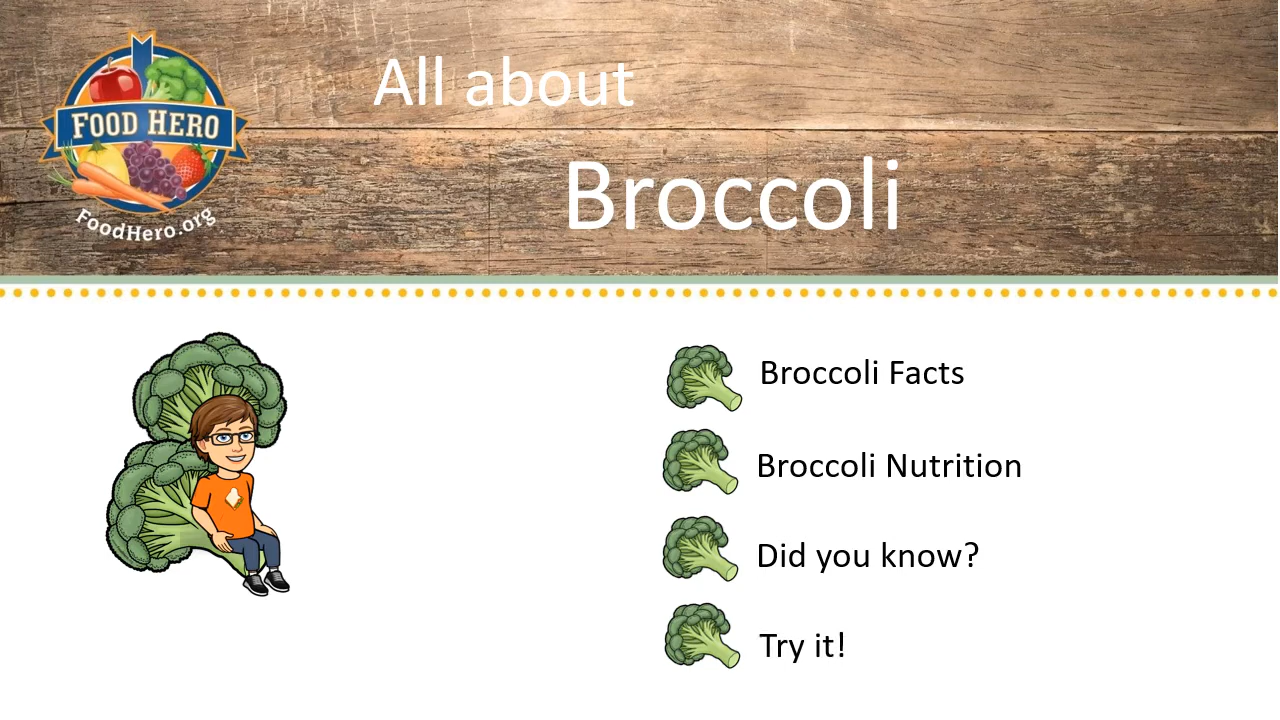 All about
Broccoli
FOOD HERO
FoodHero.org
Broccoli Facts
Broccoli Nutrition
Did you know?
Try it!